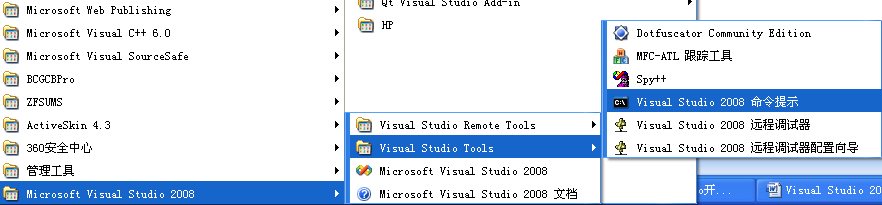 Microsoft Web Publishing
Microsoft Visual C++ 6.0
Microsoft Visual SourceSafe
BCGCBPro
ZFSUMS
ActiveSkin 4.3
360安全中心
管理工具
Microsoft Visual Studio 2008
Qt Visual Studio Add-in
HP
Visual Studio Remote Tools
Visual Studio Tools
Microsoft Visual Studio 2008
Microsoft Visual Studio 2008 文档
Dotfuscator Community Edition
MFC-ATL 跟踪工具
Spy++
Visual Studio 2008 命令提示
Visual Studio 2008 远程调试器
Visual Studio 2008 远程调试器配置向导
o开...
Visual Studio 20